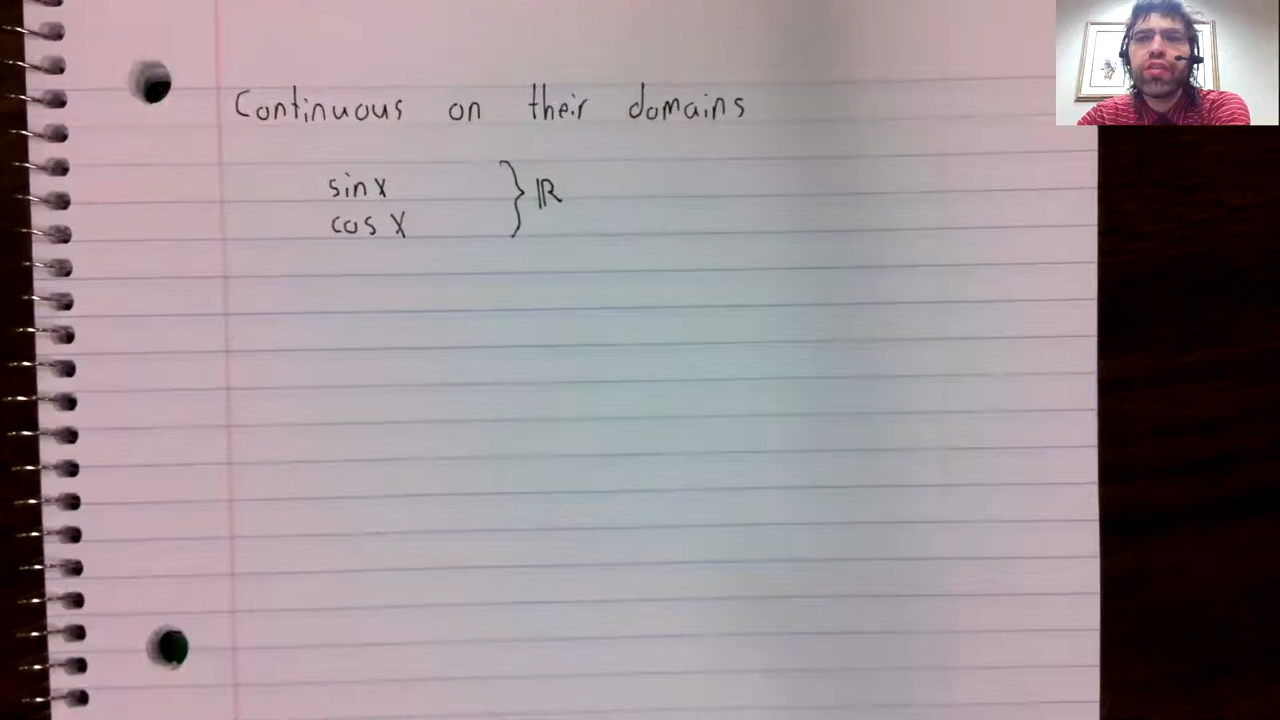 Continuous on their domains
sin x } ℝ
cos x